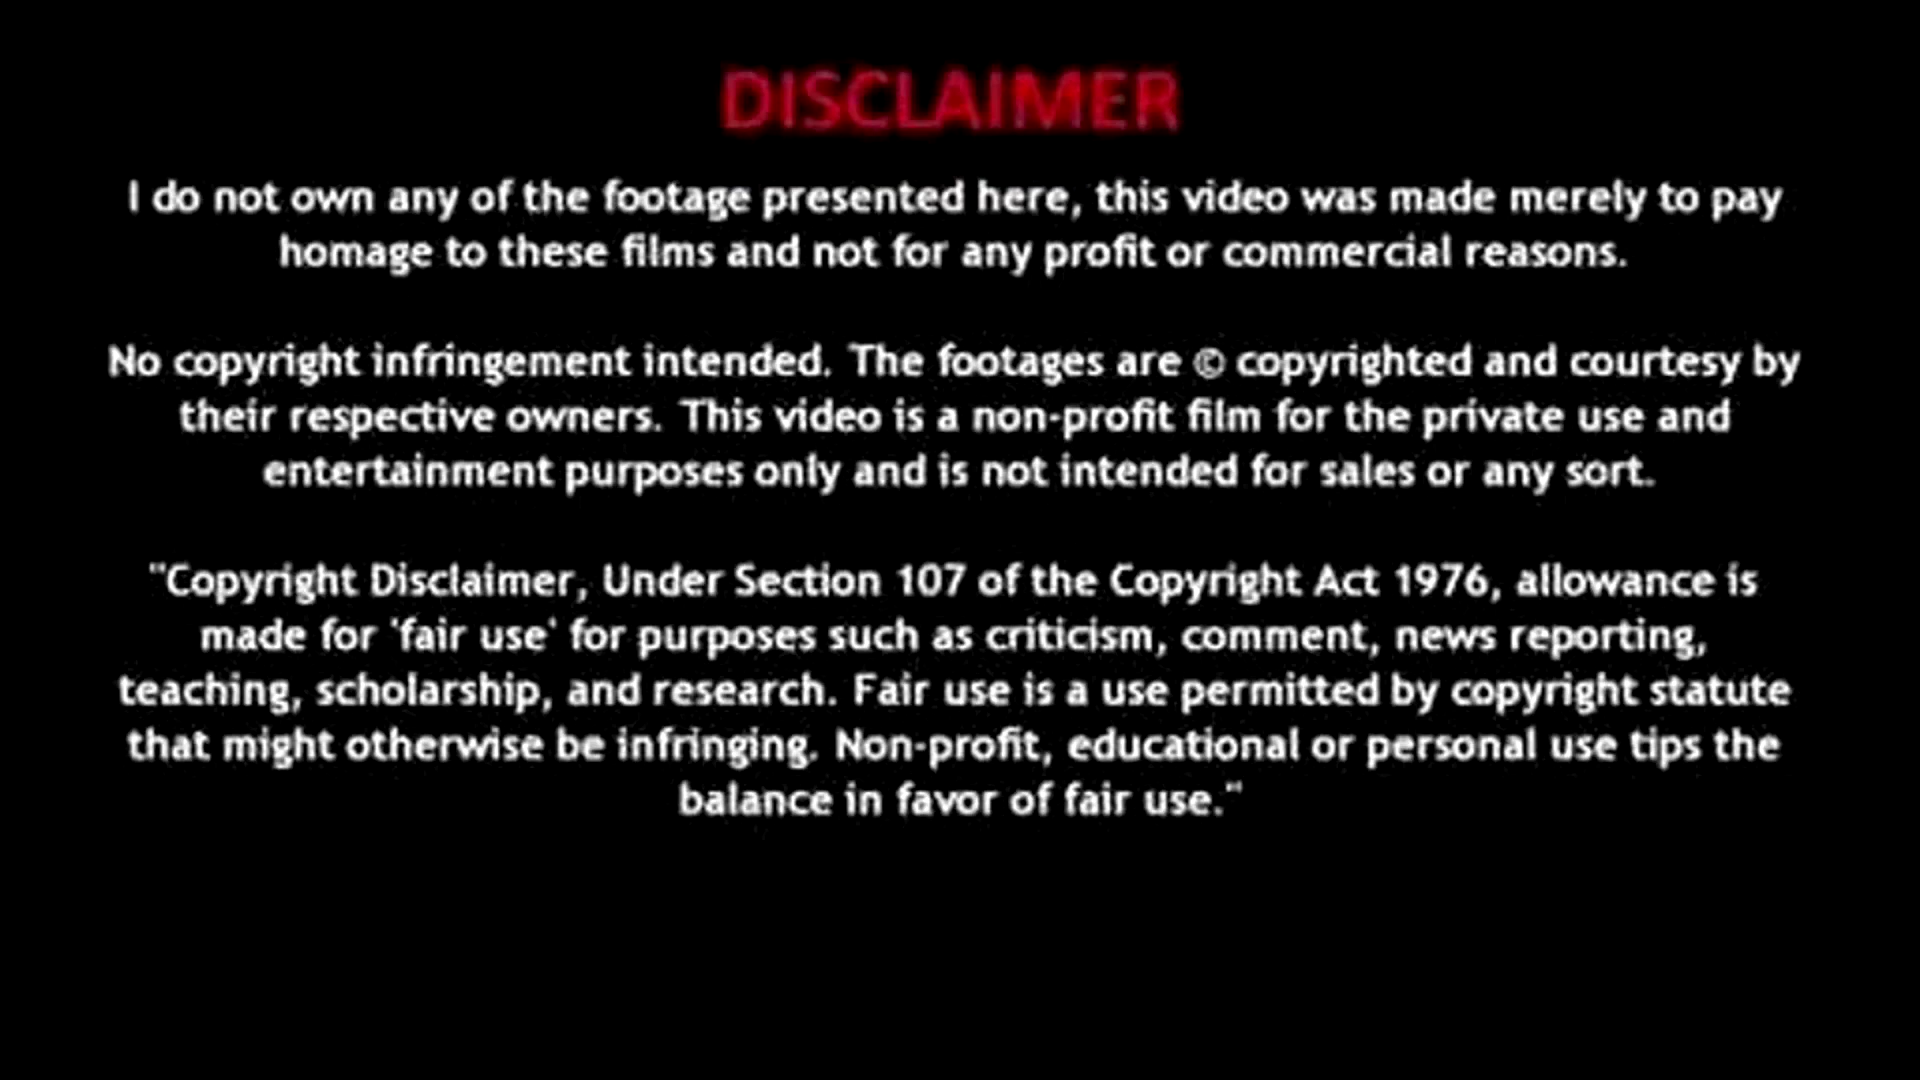 DISCLAIMER
I do not own any of the footage presented here, this video was made merely to pay
homage to these films and not for any profit or commercial reasons.
No copyright infringement intended. The footages are © copyrighted and courtesy by
their respective owners. This video is a non-profit film for the private use and
entertainment purposes only and is not intended for sales or any sort.
"Copyright Disclaimer, Under Section 107 of the Copyright Act 1976, allowance is
made for 'fair use' for purposes such as criticism, comment, news reporting,
teaching, scholarship, and research. Fair use is a use permitted by copyright statute
that might otherwise be infringing. Non-profit, educational or personal use tips the
balance in favor of fair use."